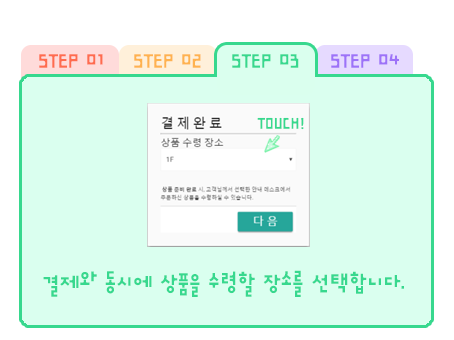 STEP 01 STEP 02 STEP 03 STEP 04
결제완료
TOUCH!
상품 수령 장소
1F
상품 준비 완료 시, 고객님께서 선택한 안내 데스크에서
주문하신 상품을 수령하실 수 있습니다.
다음
결제와 동시에 상품을 수령할 장소를 선택합니다.